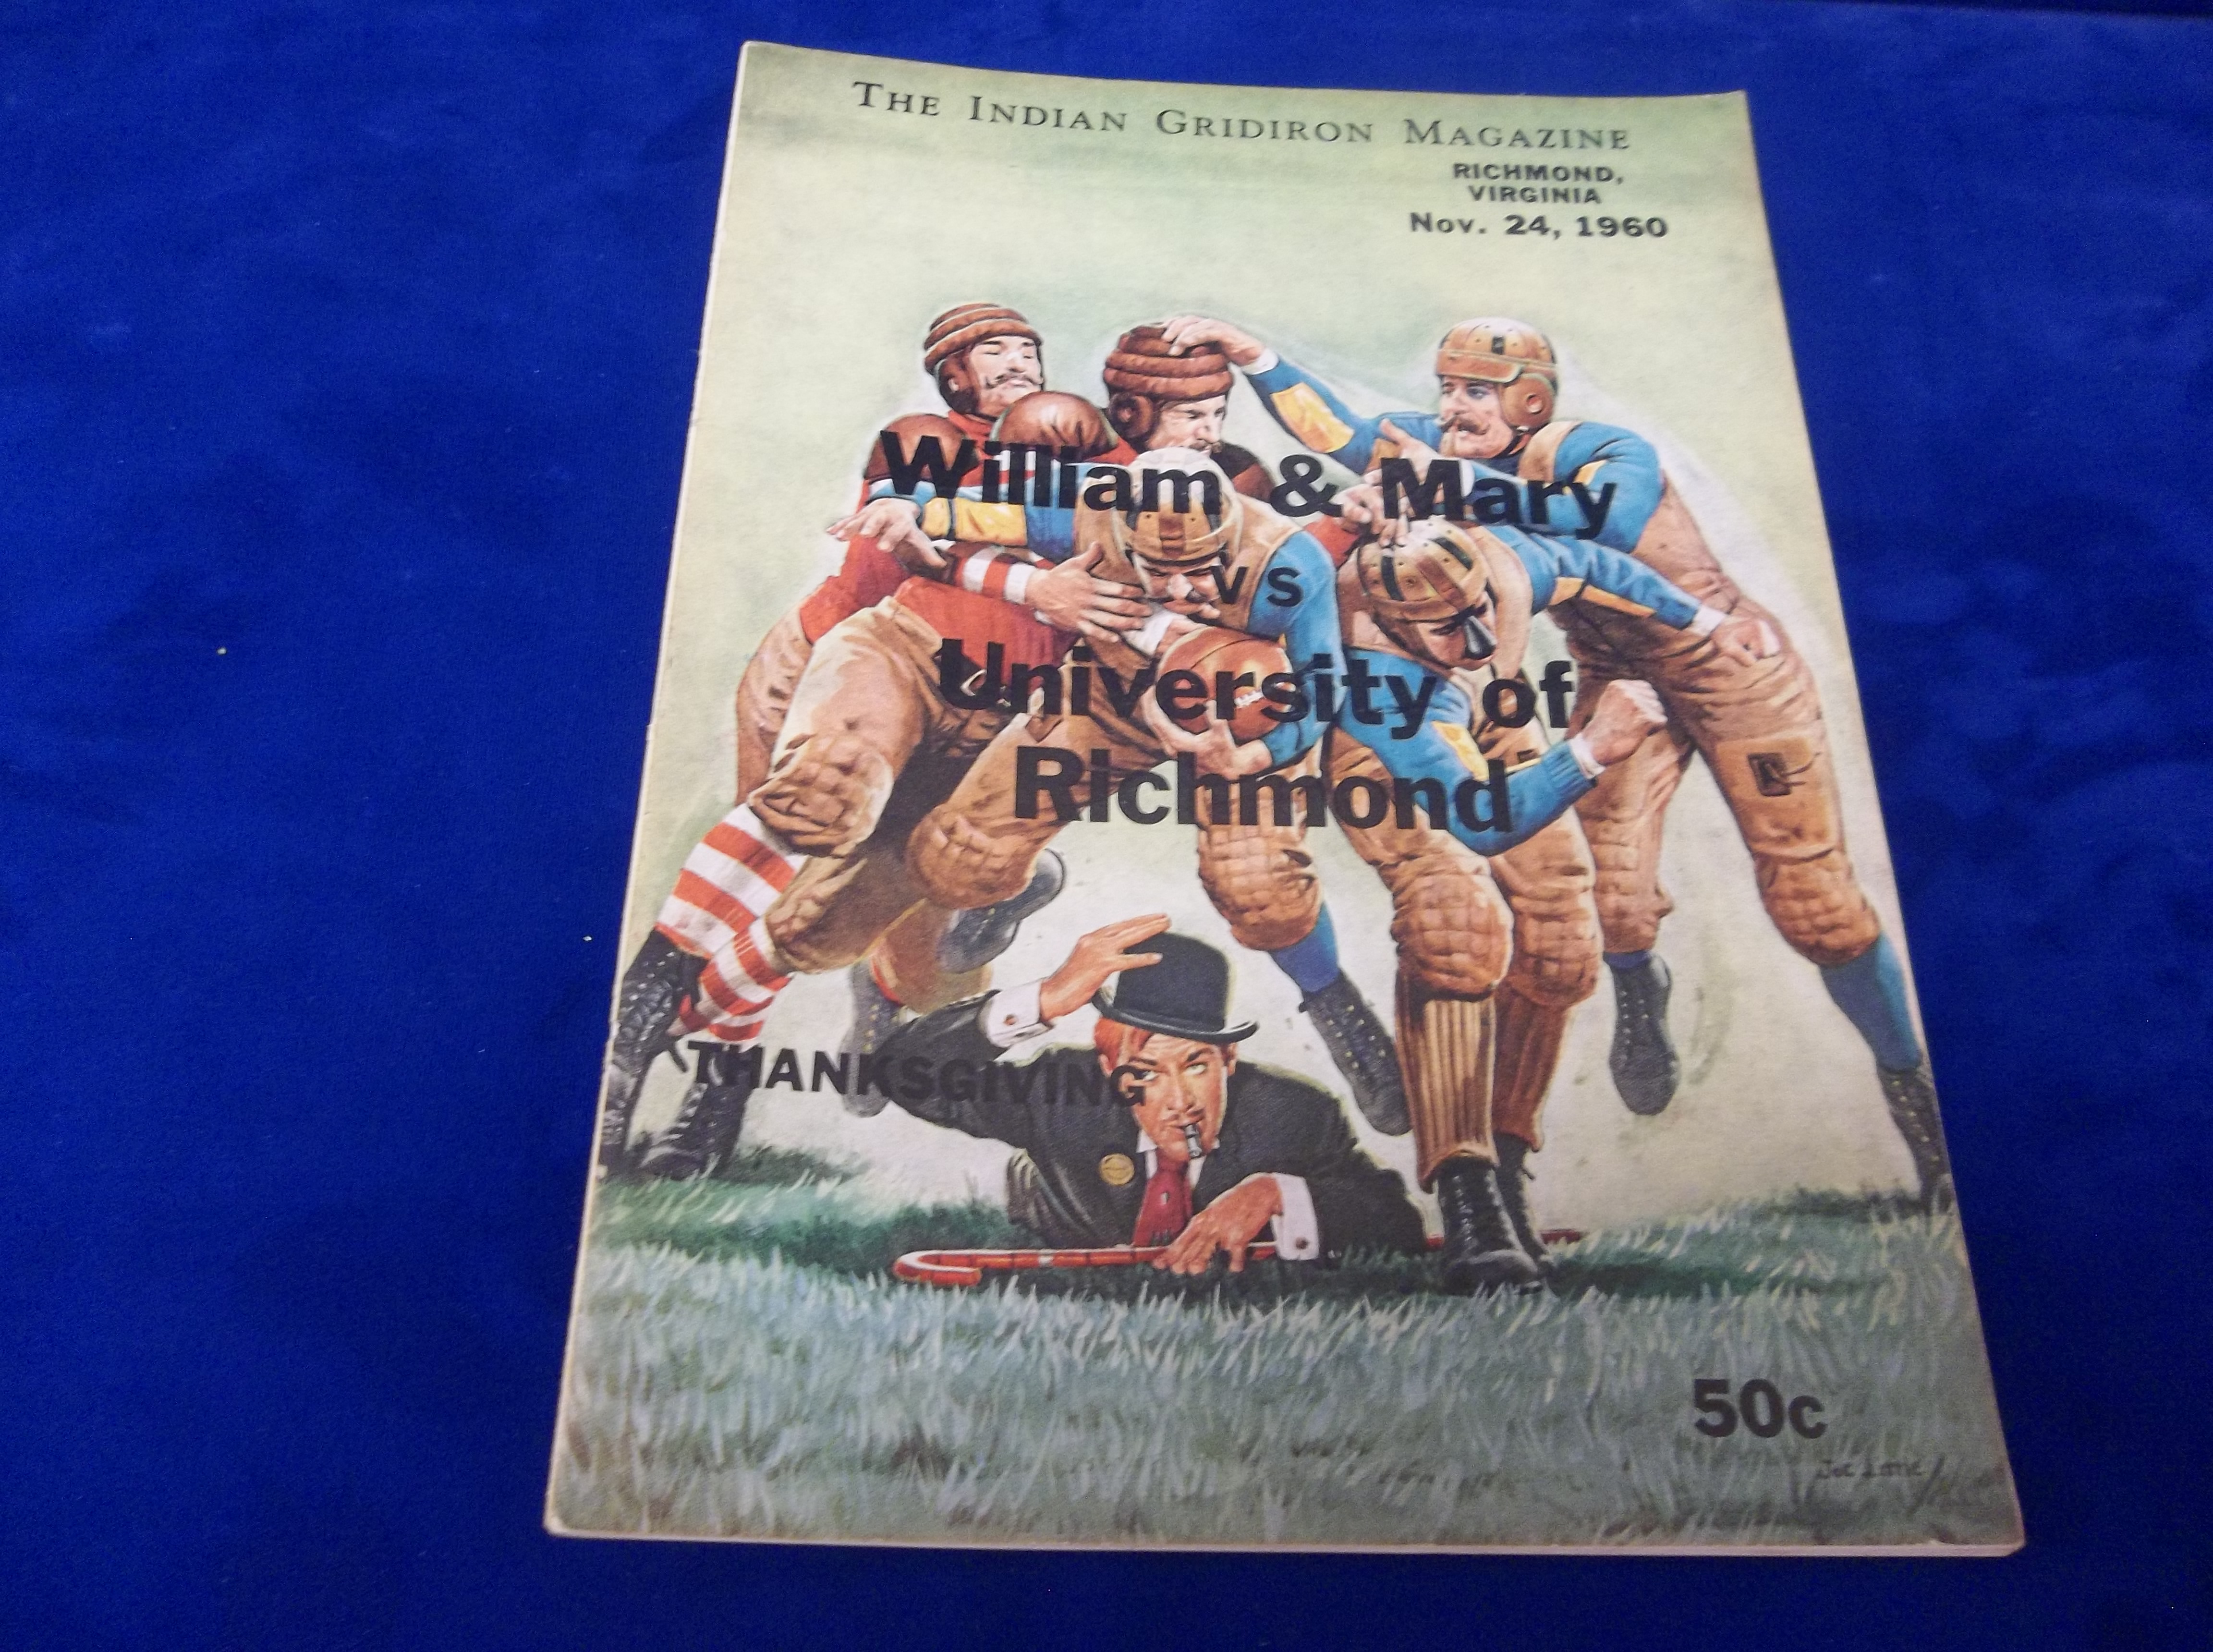 THE INDIAN GRIDIRON MAGAZINE
RICHMOND,
VIRGINIA
Nov. 24, 1960
William & Mary
vs
University of
Richmond
THANKSGIVING
50c